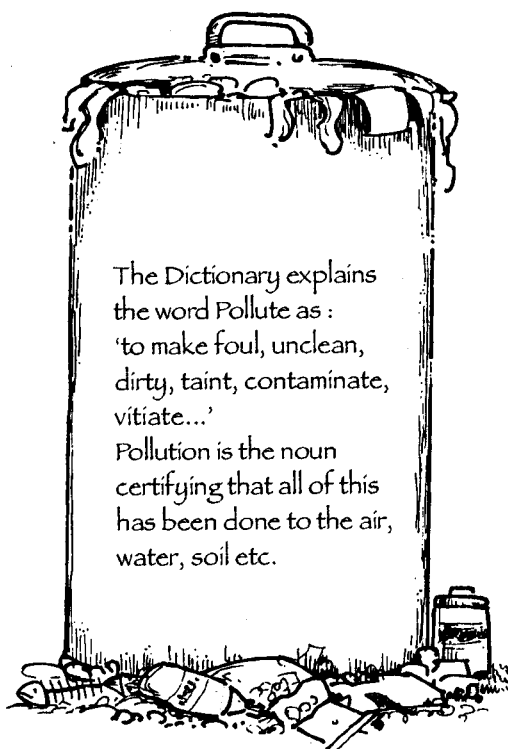 The Dictionary explains
the word Pollute as :
‘to make foul, unclean,
dirty, taint, contaminate,
vitiate...’
Pollution is the noun
certifying that all of this
has been done to the air,
water, soil etc.